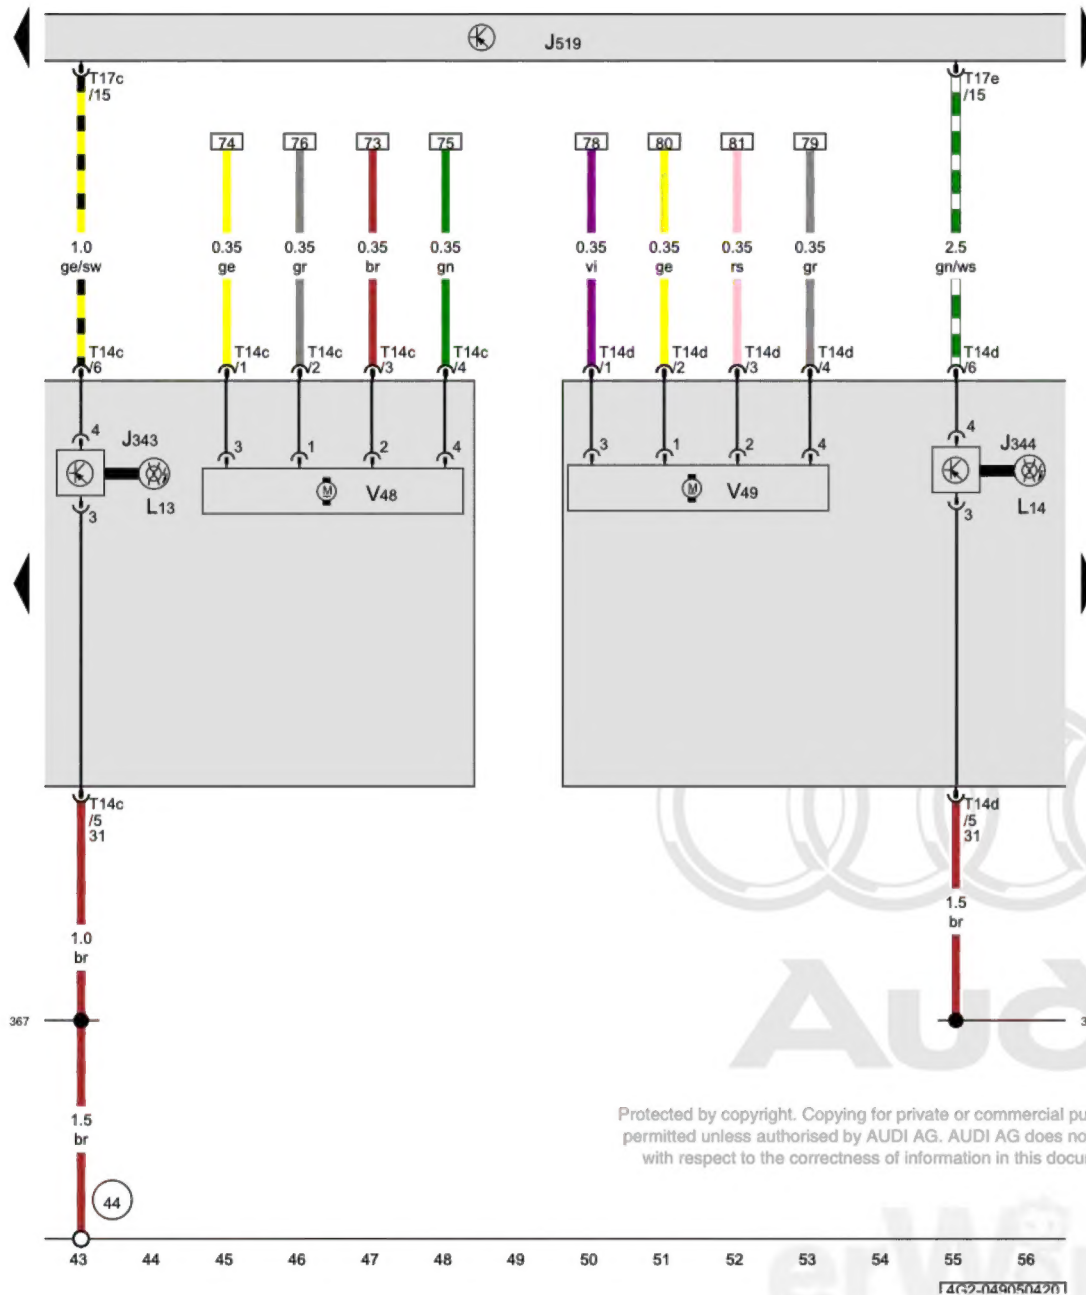 J519
T17c
/15
T17e
/15
74
76
73
75
78
80
81
79
1.0
ge/sw
0.35
ge
0.35
gr
0.35
br
0.35
gn
0.35
vi
0.35
ge
0.35
rs
0.35
gr
2.5
gn/ws
T14c
/6
T14c
/1
T14c
/2
T14c
/3
T14c
/4
T14d
/1
T14d
/2
T14d
/3
T14d
/4
T14d
/6
4
J343
3
L13
3
1
2
4
M
V48
3
1
2
4
M
V49
4
J344
3
L14
T14c
/5
31
T14d
/5
31
1.0
br
1.5
br
367
3
1.5
br
44
Aud
Protected by copyright. Copying for private or commercial pu
permitted unless authorised by AUDI AG. AUDI AG does no
with respect to the correctness of information in this docu
43 44 45 46 47 48 49 50 51 52 53 54 55 56
4G2-049050420